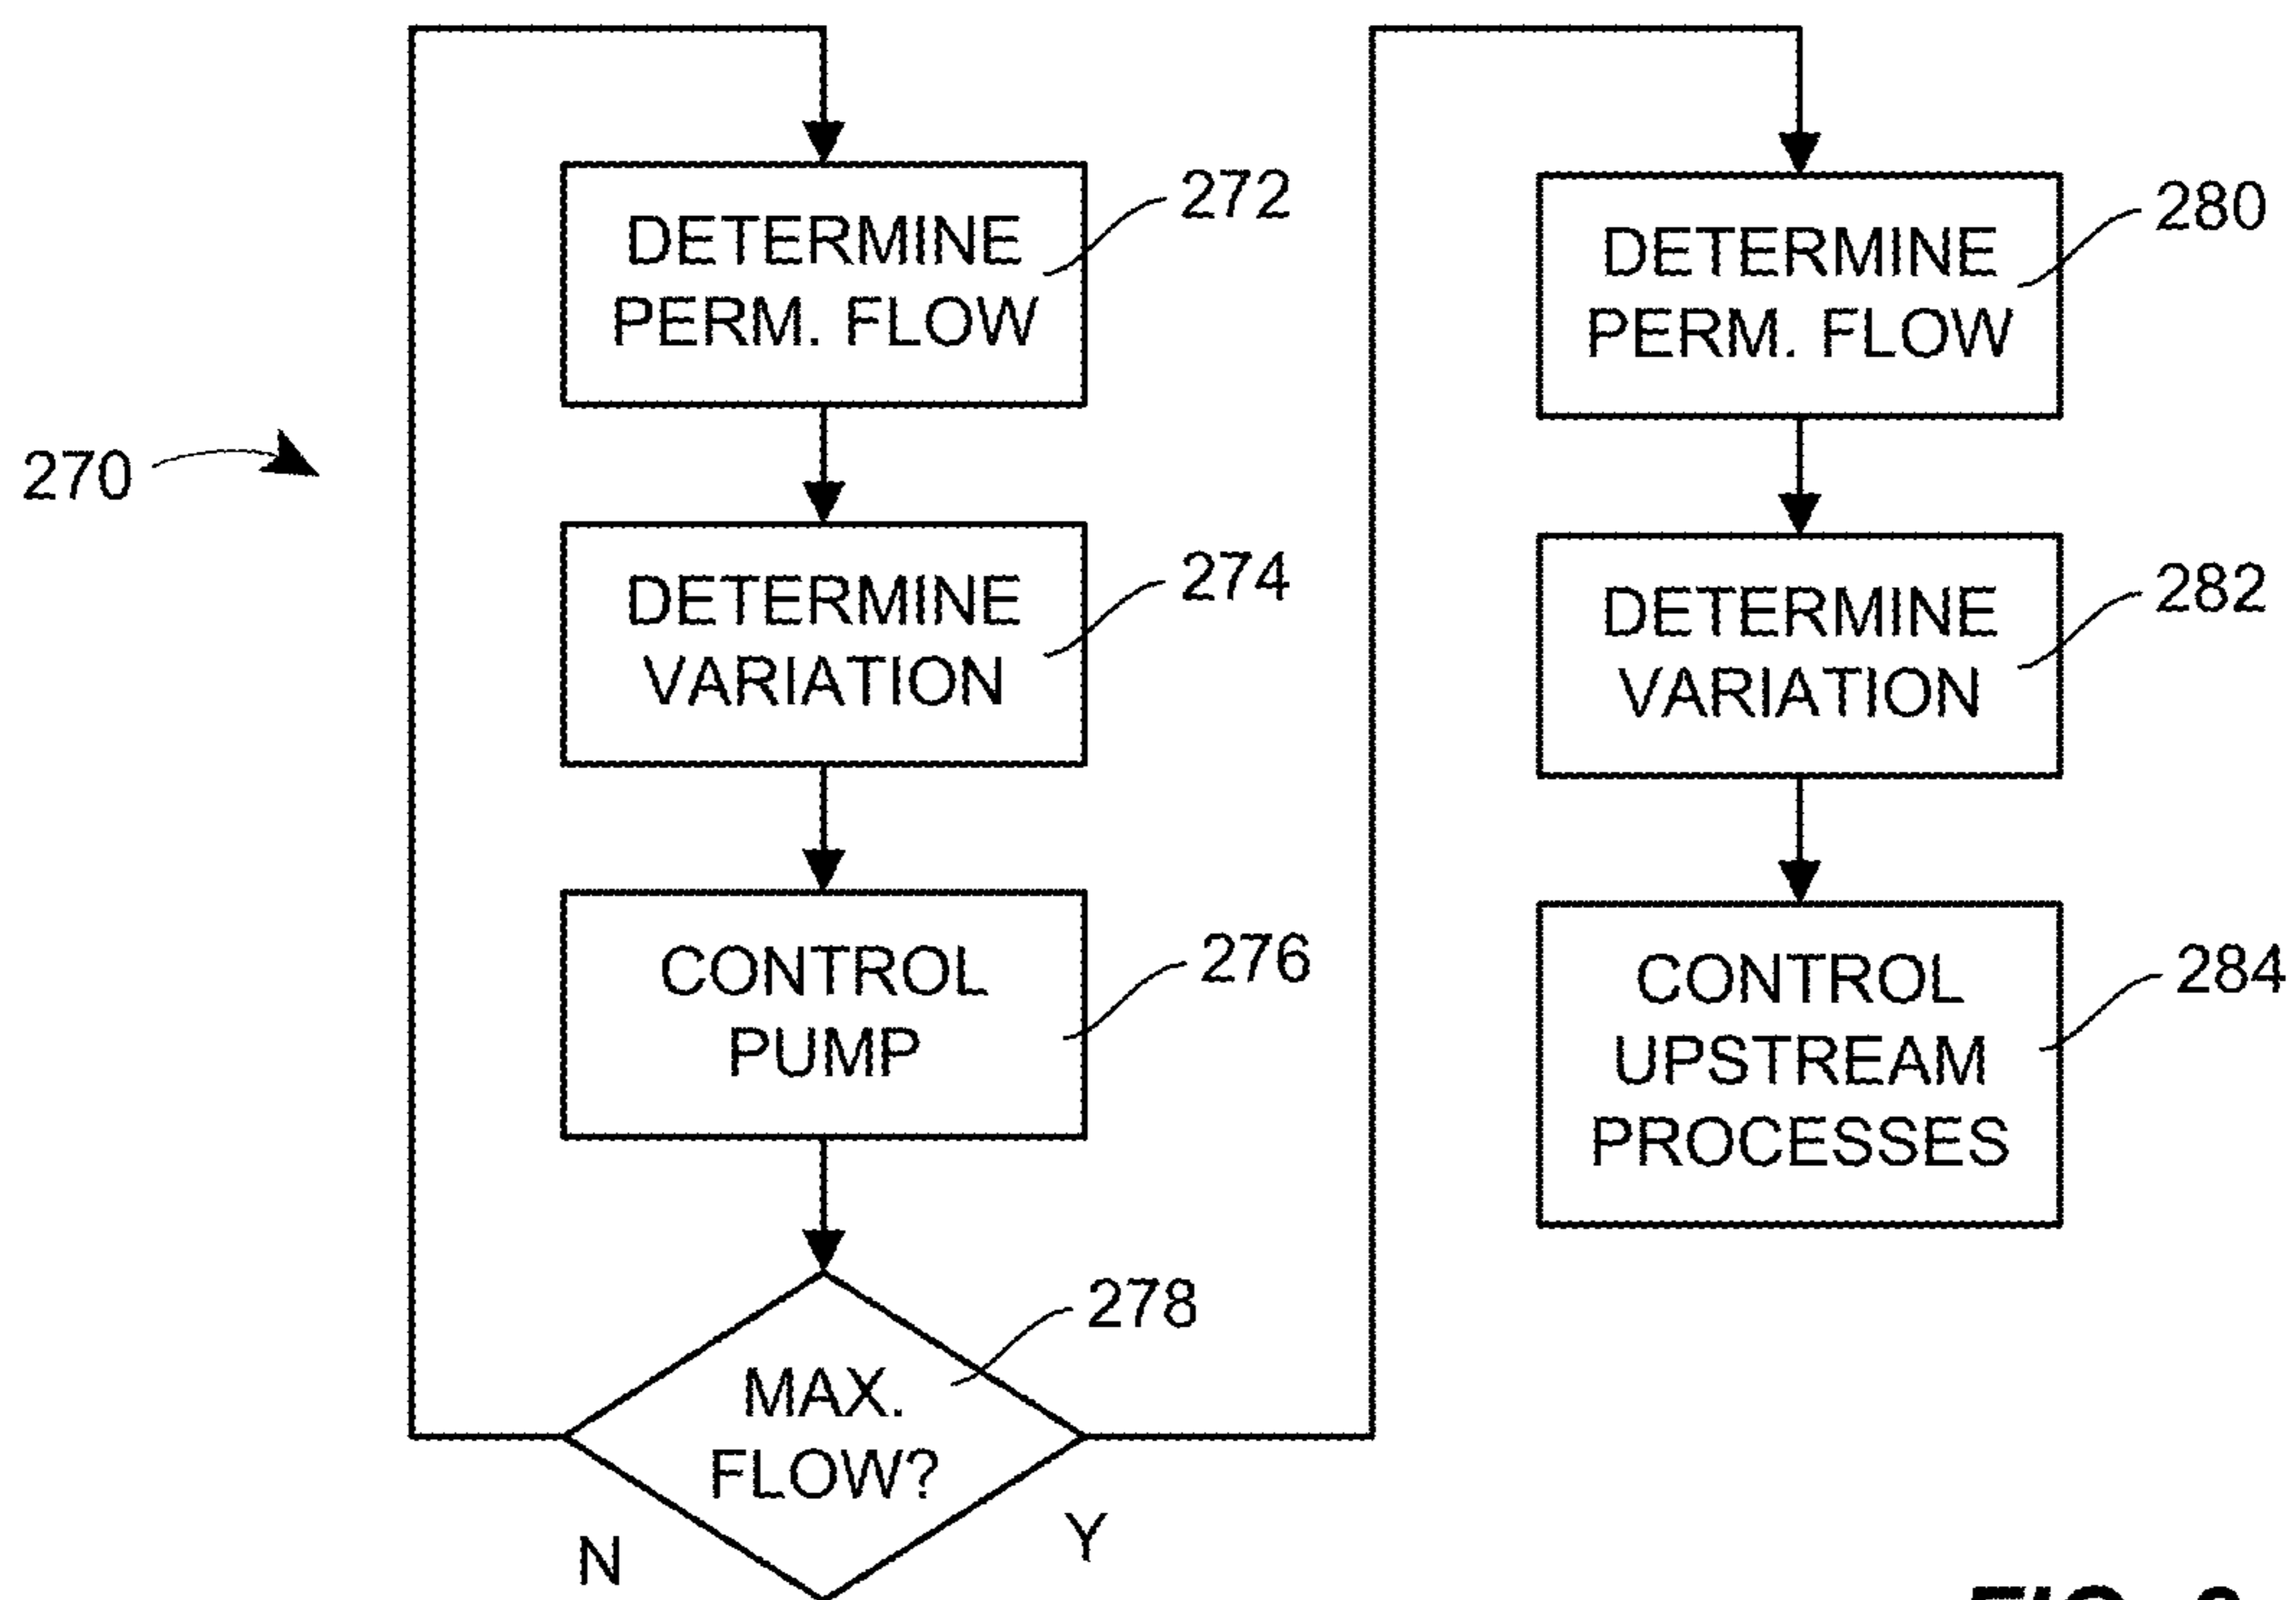 270
DETERMINE
PERM. FLOW
272
DETERMINE
VARIATION
274
CONTROL
PUMP
276
MAX.
FLOW?
278
N
Y
DETERMINE
PERM. FLOW
280
DETERMINE
VARIATION
282
CONTROL
UPSTREAM
PROCESSES
284